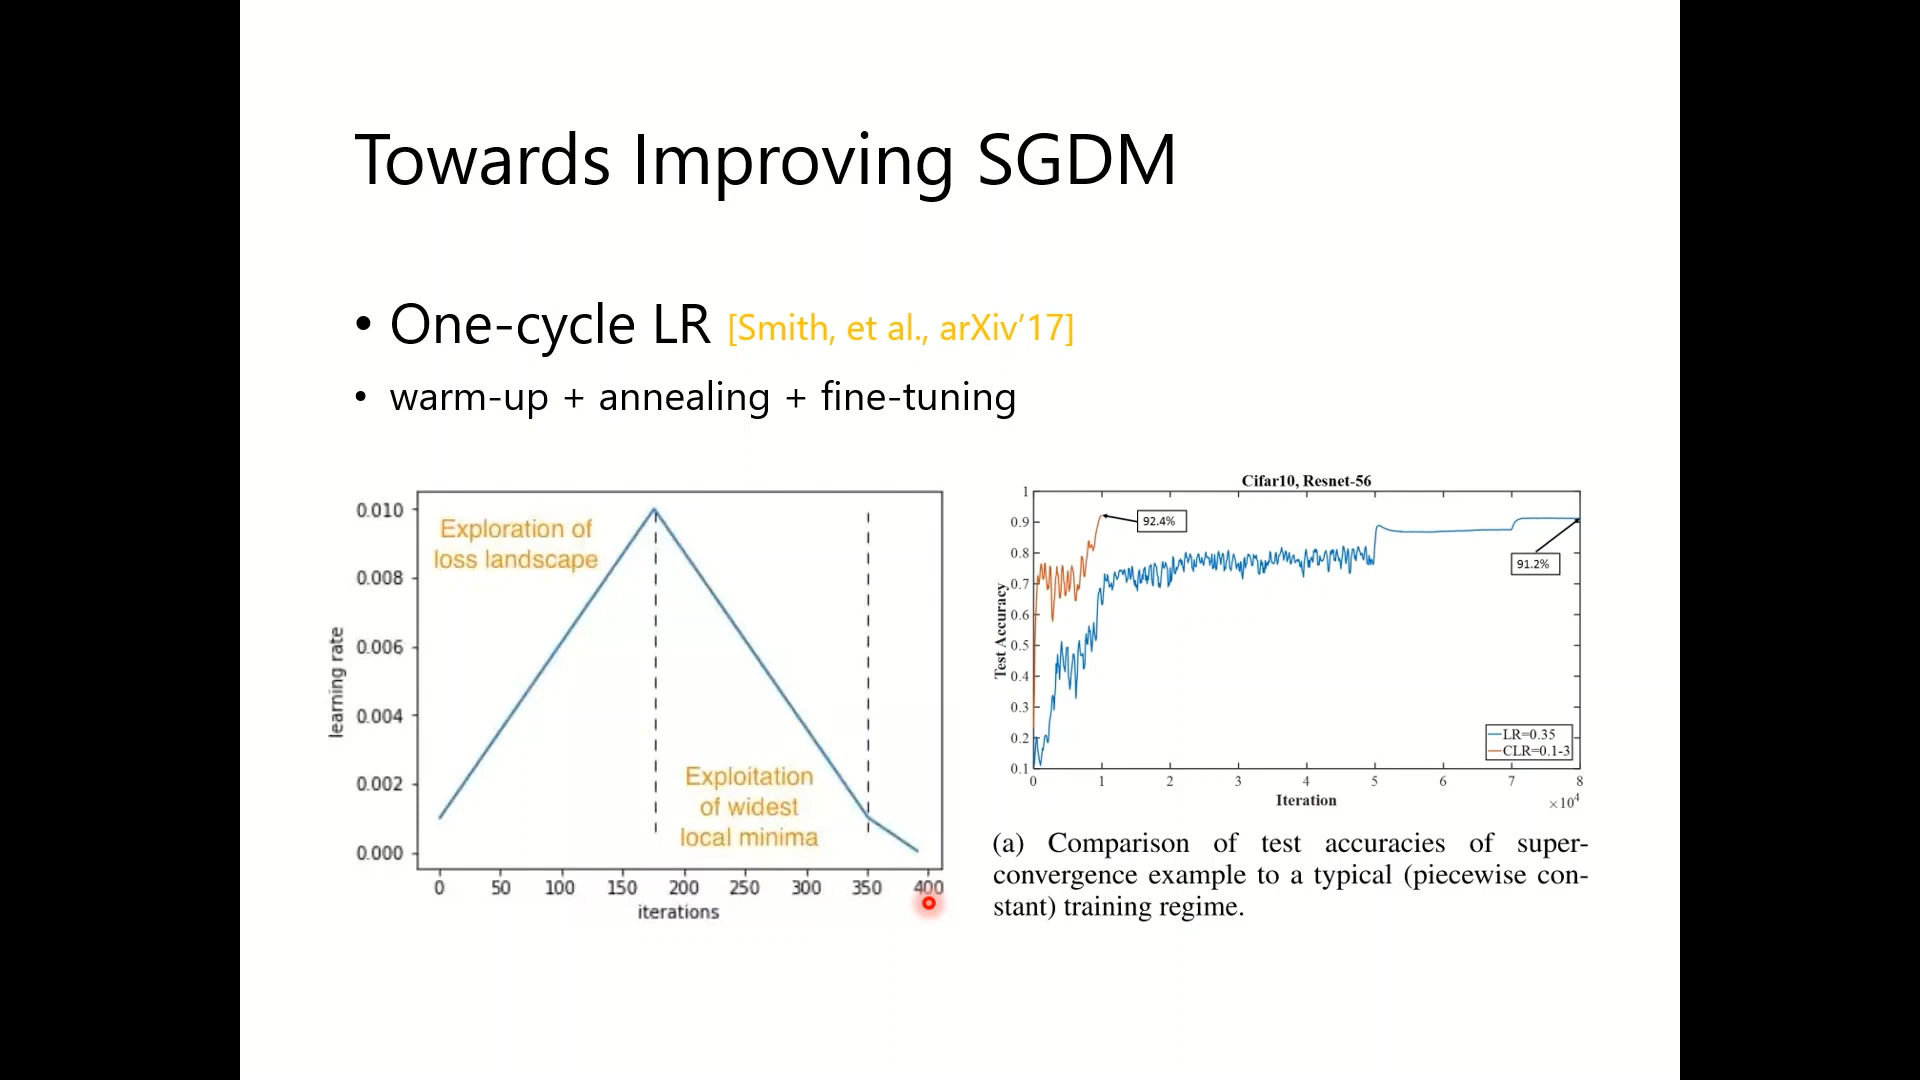 Towards Improving SGDM
• One-cycle LR [Smith, et al., arXiv’17]
• warm-up + annealing + fine-tuning
0.010
0.008
0.006
0.004
0.002
0.000
learning rate
Exploration of
loss landscape
Exploitation
of widest
local minima
0 50 100 150 200 250 300 350 400
iterations
Cifar10, Resnet-56
1
0.9
0.8
0.7
0.6
0.5
0.4
0.3
0.2
0.1
Test Accuracy
92.4%
91.2%
LR=0.35
CLR=0.1-3
0 1 2 3 4 5 6 7 8
Iteration
×10⁴
(a) Comparison of test accuracies of super-
convergence example to a typical (piecewise con-
stant) training regime.